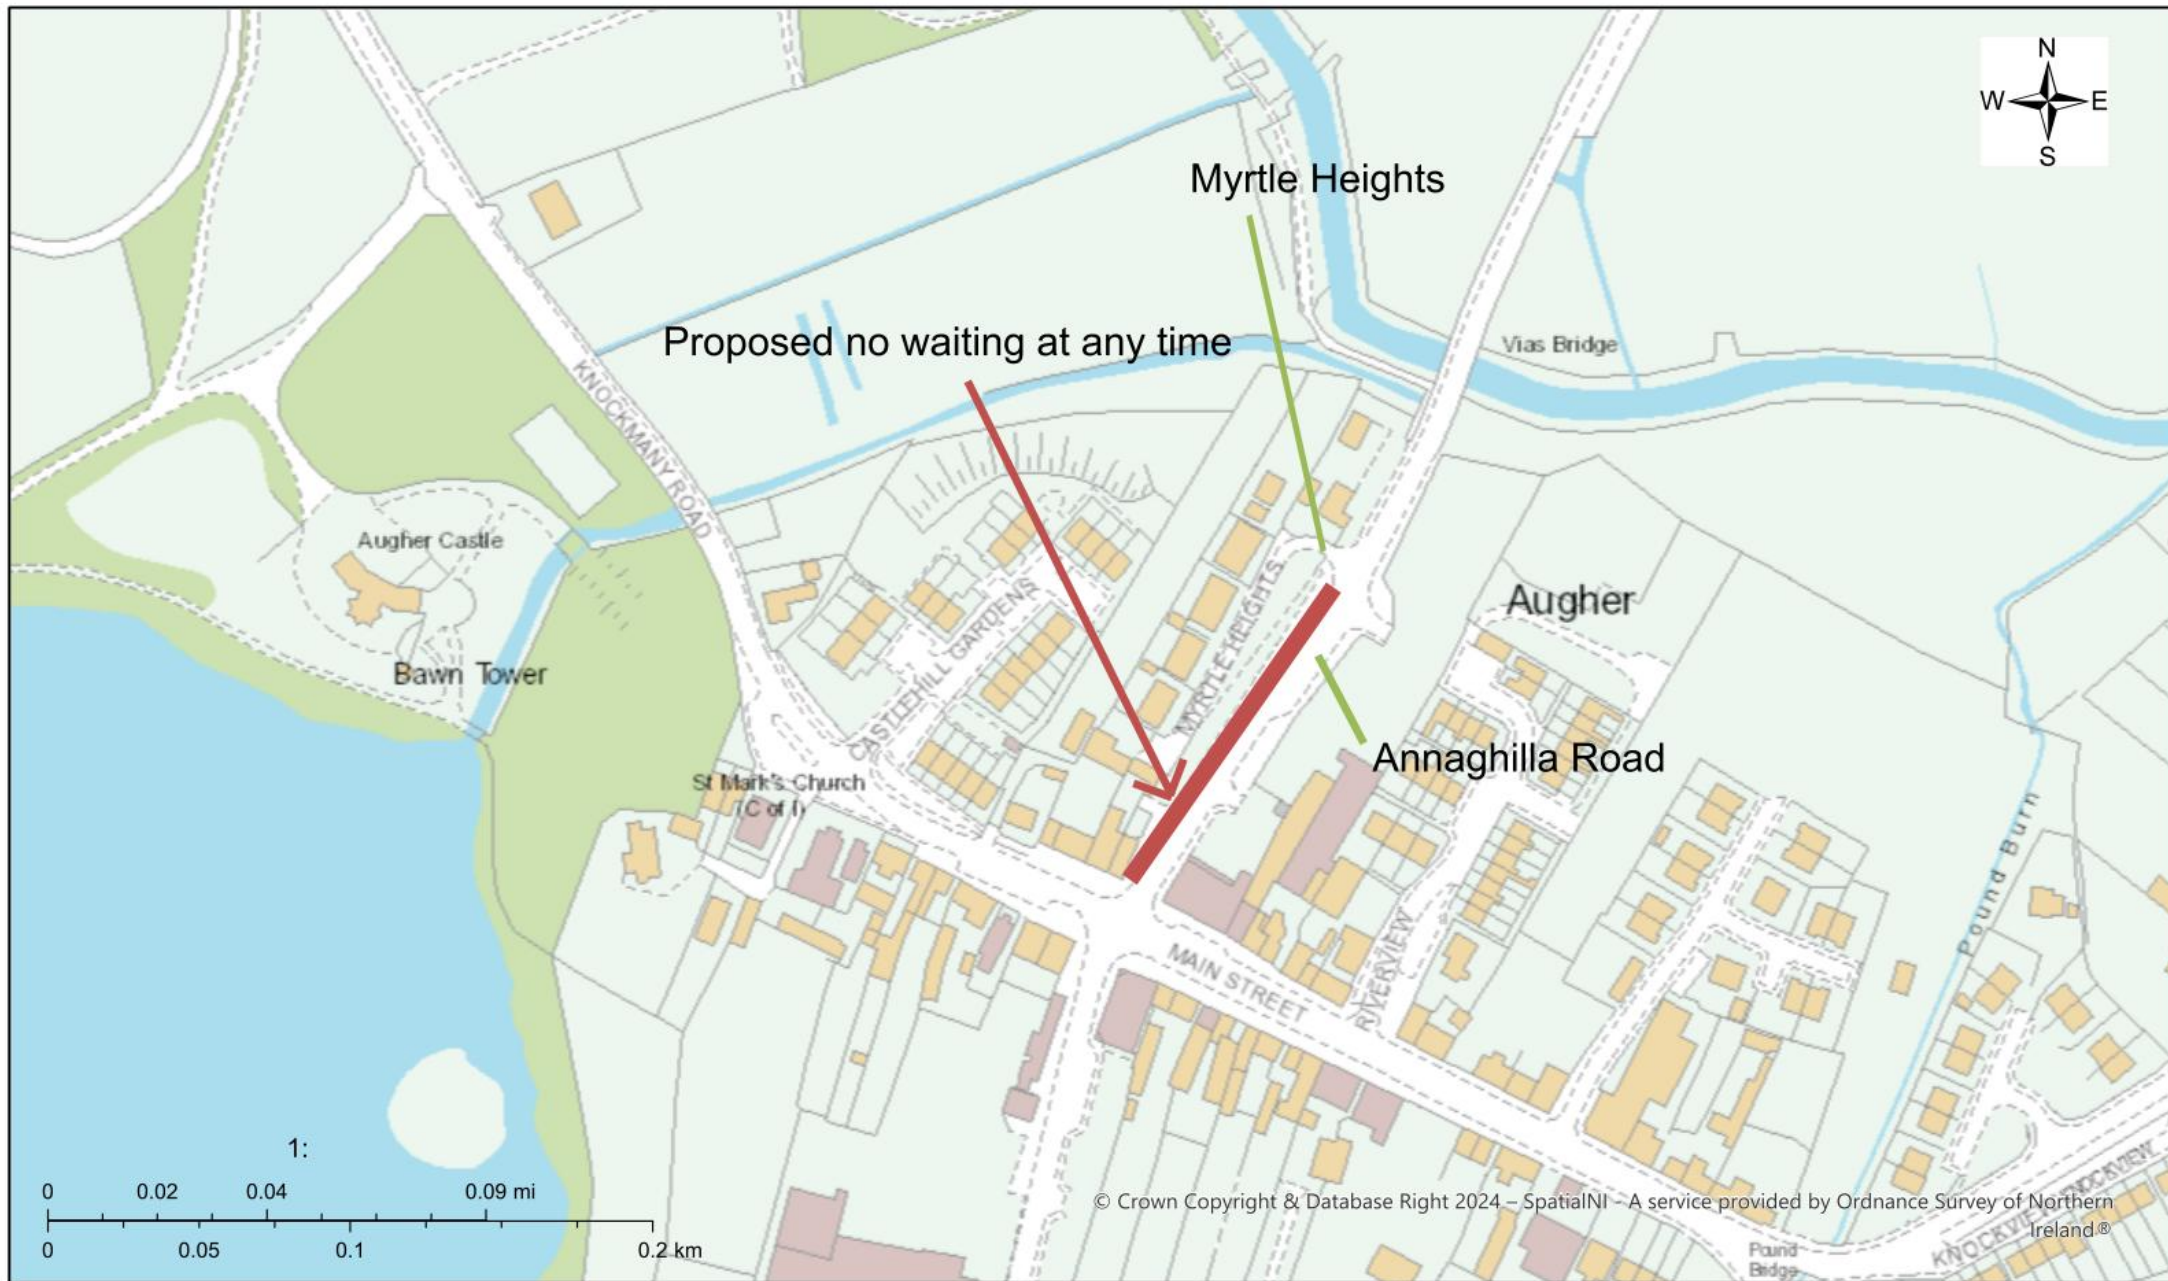 N
W E
S
Myrtle Heights
Proposed no waiting at any time
Vias Bridge
KNOCKMANY ROAD
Augher Castle
Augher
Bawn Tower
CASTLEHILL GARDENS
MYRTLE HEIGHTS
Annaghilla Road
St Mark's Church
(C of I)
Pound Burn
MAIN STREET
RIVERVIEW
1:
0 0.02 0.04 0.09 mi
0 0.05 0.1 0.2 km
© Crown Copyright & Database Right 2024 – SpatialNI - A service provided by Ordnance Survey of Northern
Ireland®
KNOCKVIEW
KNOCKVIEW
Pound
Bridge